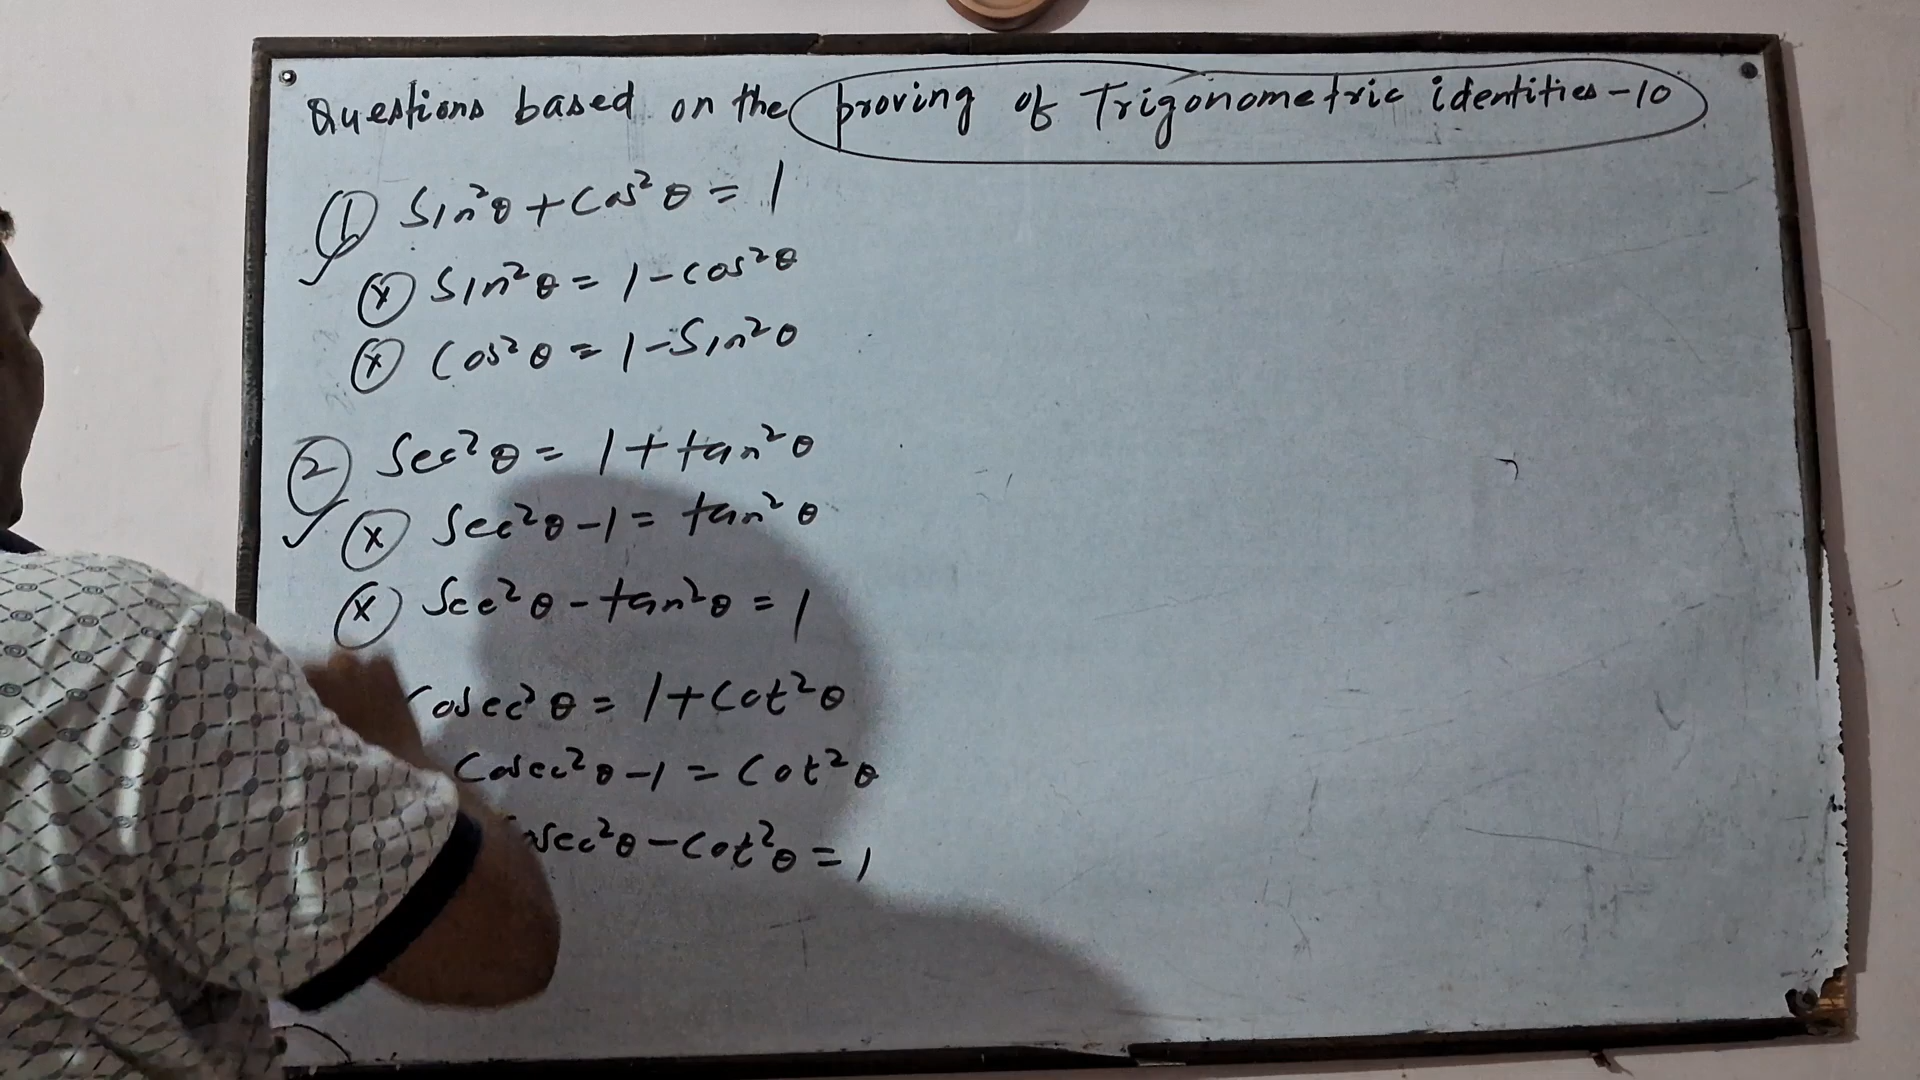 Questions based on the proving of Trigonometric identities-10
1 Sin²θ+Cos²θ = 1
x Sin²θ = 1-cos²θ
x Cos²θ = 1-Sin²θ
2 Sec²θ = 1+tan²θ
x Sec²θ-1 = tan²θ
x Sec²θ-tan²θ = 1
Cosec²θ = 1+Cot²θ
Cosec²θ-1 = Cot²θ
Cosec²θ-Cot²θ = 1